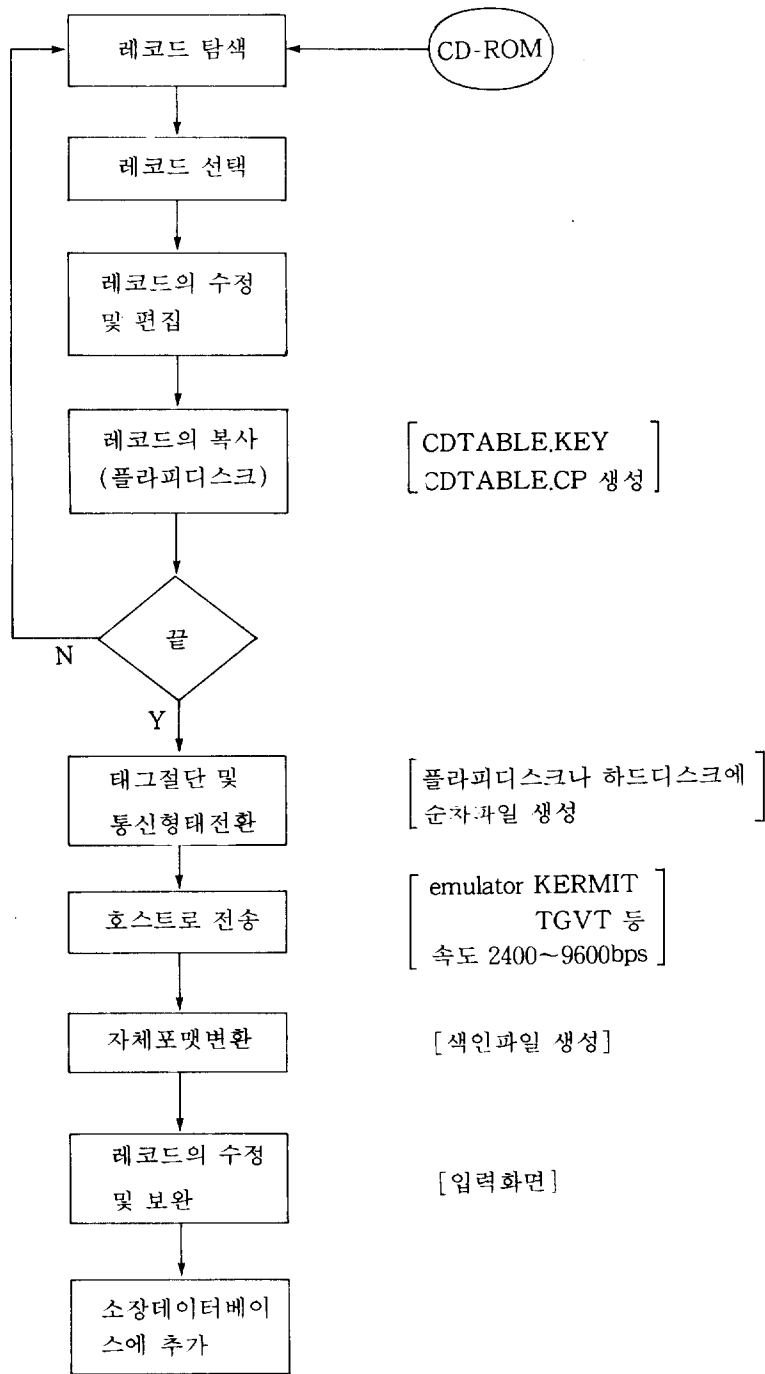 레코드 탐색
CD-ROM
레코드 선택
레코드의 수정
및 편집
레코드의 복사
(플라피디스크)
[CDTABLE.KEY
CDTABLE.CP 생성]
끝
N
Y
태그절단 및
통신형태전환
[플라피디스크나 하드디스크에
순차파일 생성]
호스트로 전송
[emulator KERMIT
TGVT 등
속도 2400~9600bps]
자체포맷변환
[색인파일 생성]
레코드의 수정
및 보완
[입력화면]
소장데이터베이
스에 추가